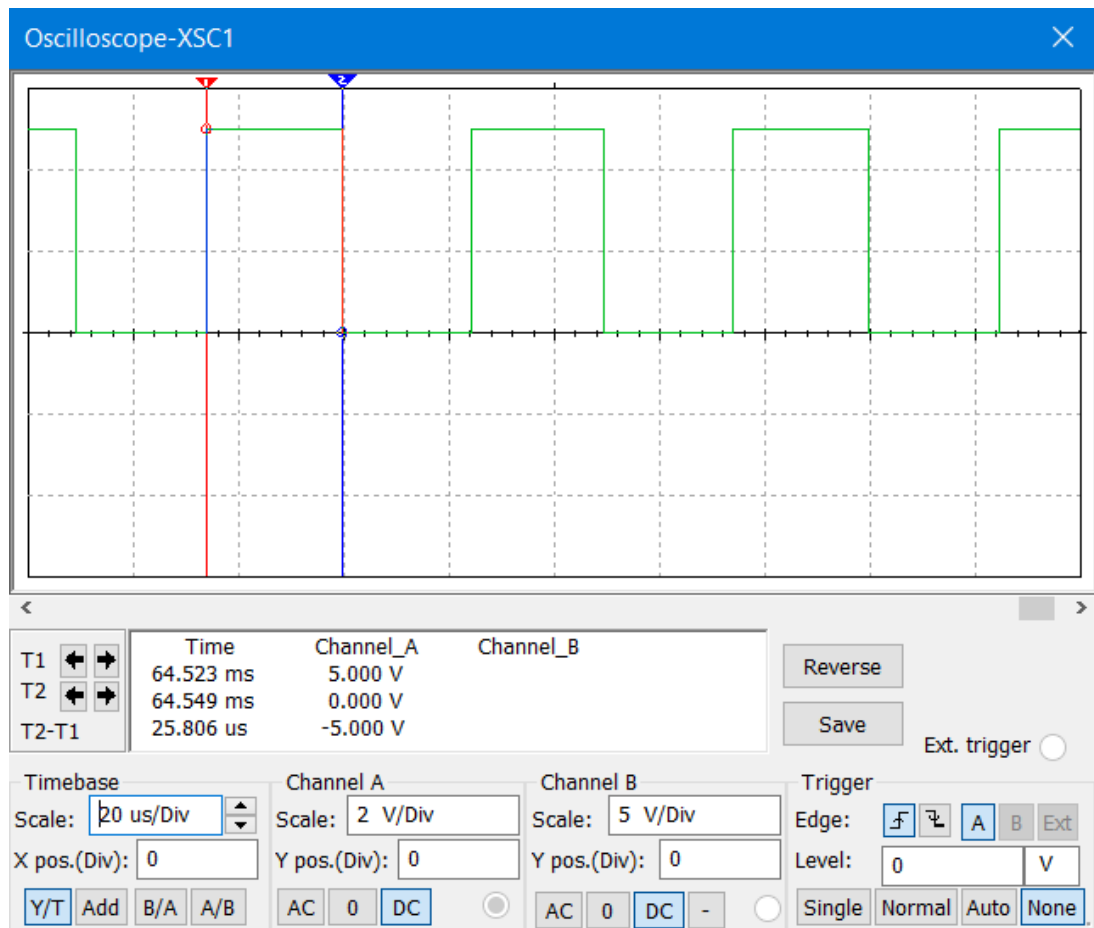 Oscilloscope-XSC1
1 2
Time Channel_A Channel_B
T1 64.523 ms 5.000 V
T2 64.549 ms 0.000 V
T2-T1 25.806 us -5.000 V
Reverse
Save
Ext. trigger
Timebase
Scale: 20 us/Div
X pos.(Div): 0
Y/T Add B/A A/B
Channel A
Scale: 2 V/Div
Y pos.(Div): 0
AC 0 DC
Channel B
Scale: 5 V/Div
Y pos.(Div): 0
AC 0 DC -
Trigger
Edge: A B Ext
Level: 0 V
Single Normal Auto None